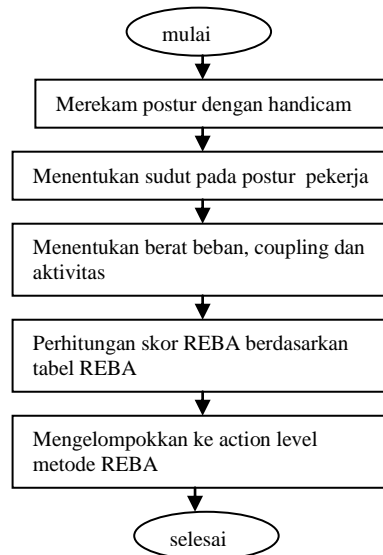 mulai
Merekam postur dengan handicam
Menentukan sudut pada postur pekerja
Menentukan berat beban, coupling dan
aktivitas
Perhitungan skor REBA berdasarkan
tabel REBA
Mengelompokkan ke action level
metode REBA
selesai